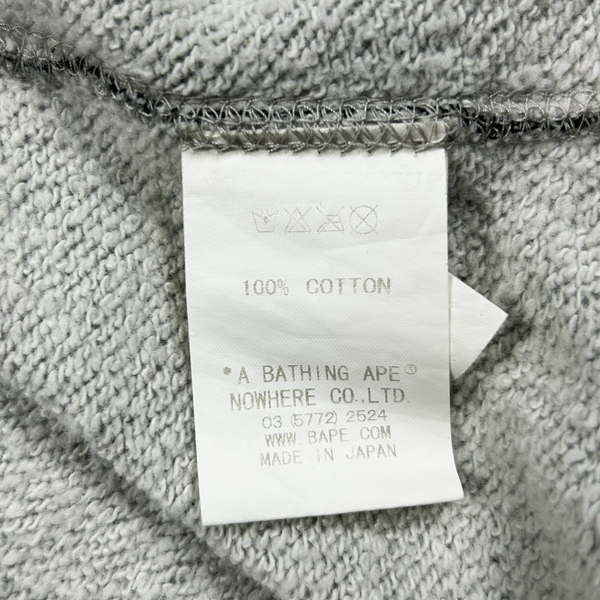 100% COTTON
*A BATHING APE®
NOWHERE CO.,LTD.
03 (5772) 2524
WWW.BAPE.COM
MADE IN JAPAN